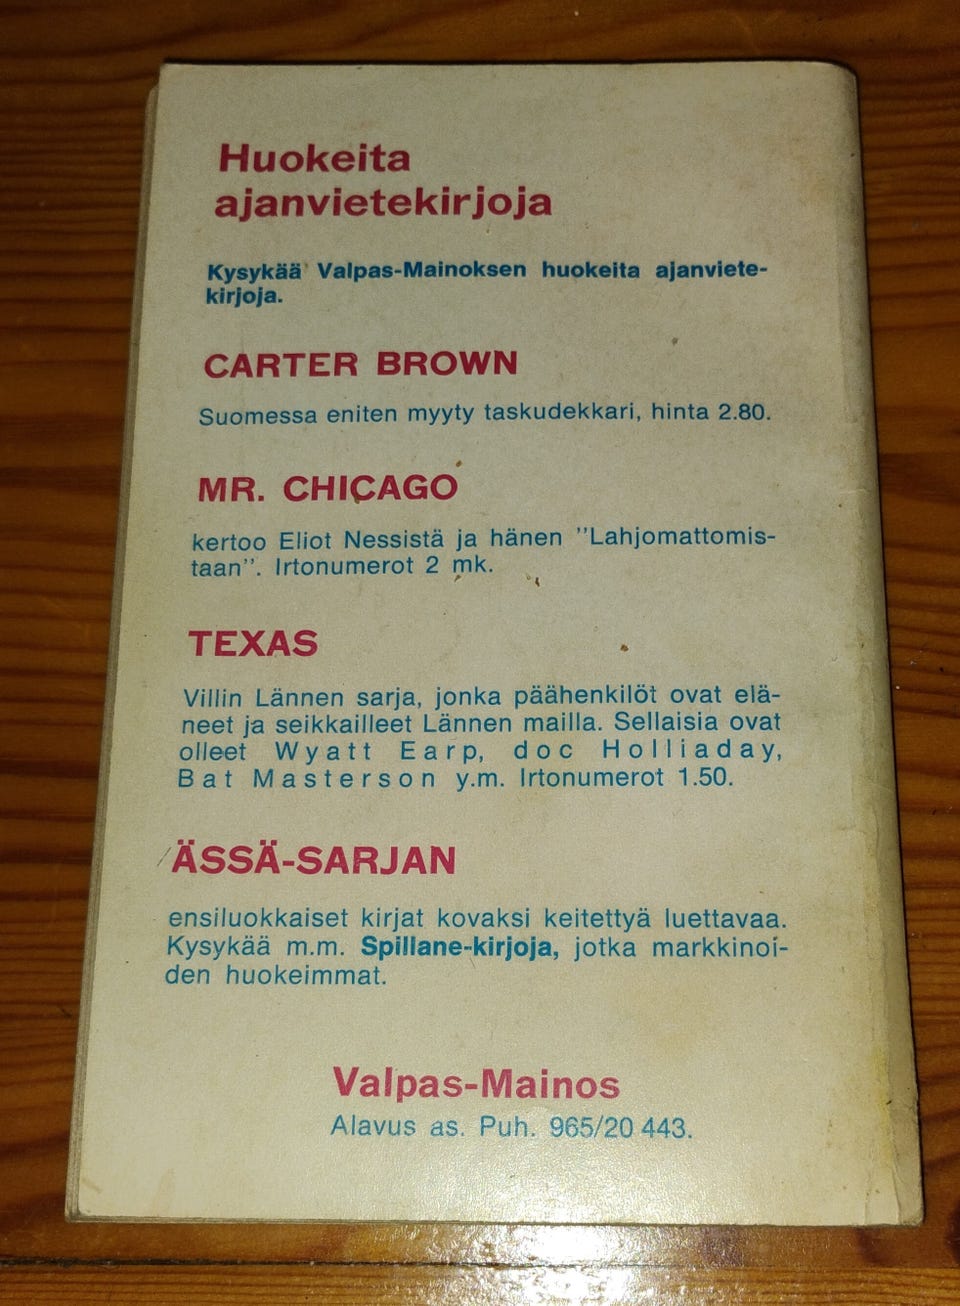 Huokeita
ajanvietekirjoja
Kysykää Valpas-Mainoksen huokeita ajanviete-
kirjoja.
CARTER BROWN
Suomessa eniten myyty taskudekkari, hinta 2.80.
MR. CHICAGO
kertoo Eliot Nessistä ja hänen ”Lahjomattomis-
taan”. Irtonumerot 2 mk.
TEXAS
Villin Lännen sarja, jonka päähenkilöt ovat elä-
neet ja seikkailleet Lännen mailla. Sellaisia ovat
olleet Wyatt Earp, doc Holliaday,
Bat Masterson y.m. Irtonumerot 1.50.
ÄSSÄ-SARJAN
ensiluokkaiset kirjat kovaksi keitettyä luettavaa.
Kysykää m.m. Spillane-kirjoja, jotka markkinoi-
den huokeimmat.
Valpas-Mainos
Alavus as. Puh. 965/20 443.